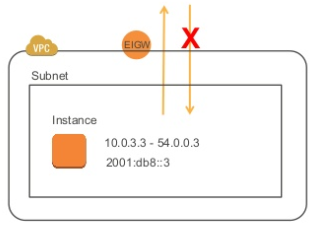 EIGW
X
VPC
Subnet
Instance
10.0.3.3 - 54.0.0.3
2001:db8::3